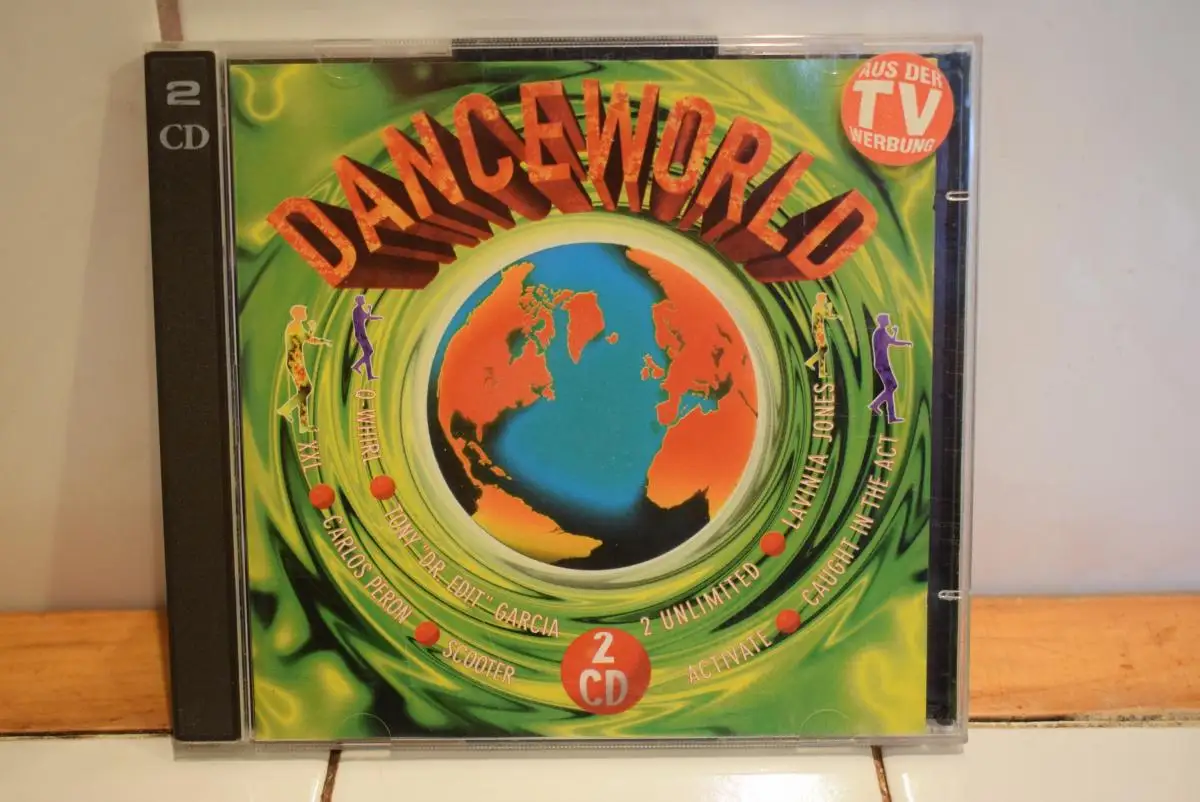 2
CD
AUS DER
TV
WERBUNG
DANCEWORLD
XXL • CARLOS PERON • SCOOTER
Q-WHIRL • TONY "DR. EDIT" GARCIA
2 UNLIMITED • LAVINIA JONES
ACTIVATE • CAUGHT IN THE ACT
2
CD